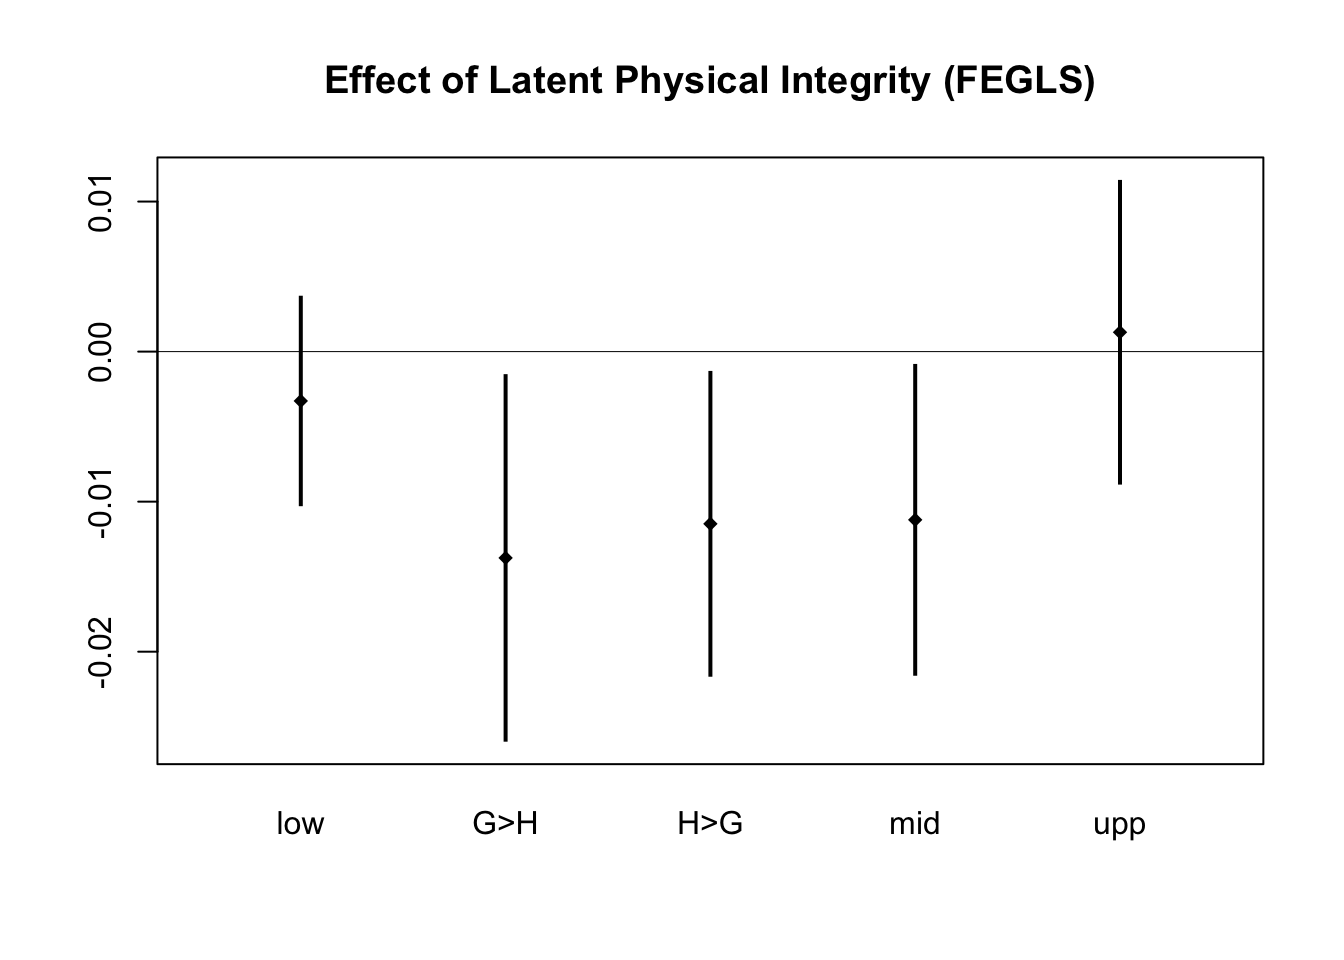 Effect of Latent Physical Integrity (FEGLS)
0.01
0.00
-0.01
-0.02
low G>H H>G mid upp